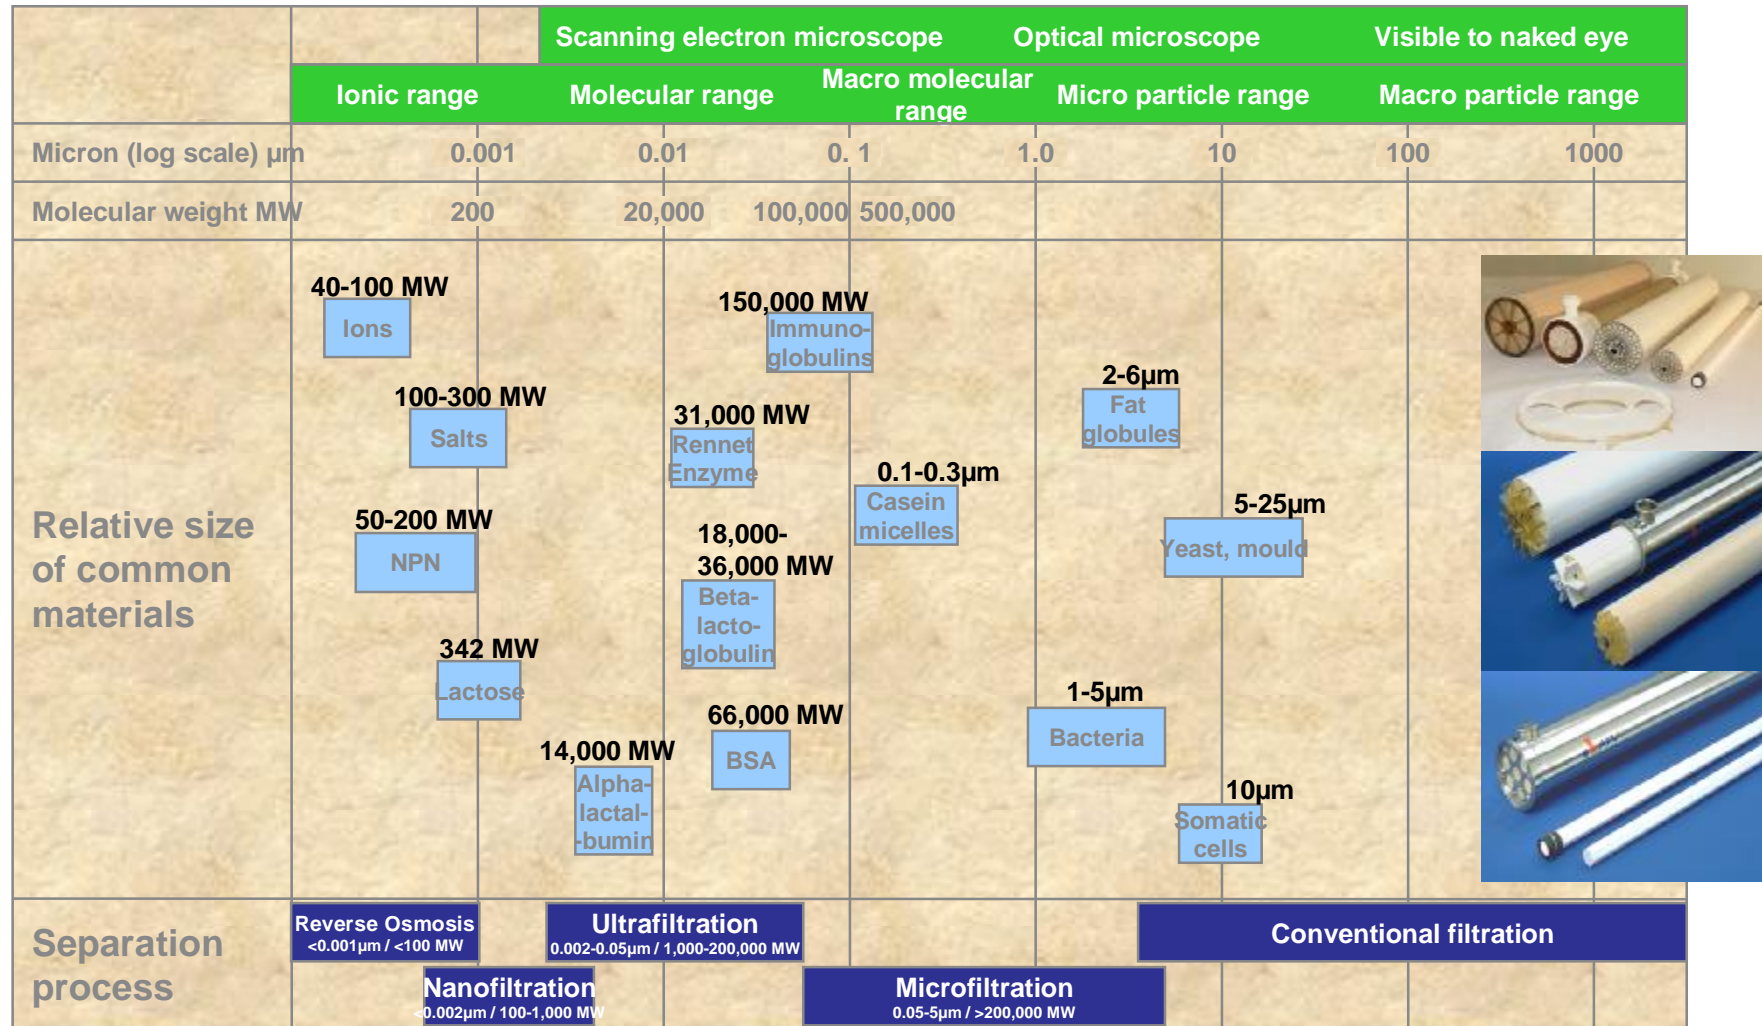 Scanning electron microscope
Optical microscope
Visible to naked eye
Ionic range
Molecular range
Macro molecular
range
Micro particle range
Macro particle range
Micron (log scale) µm
0.001
0.01
0. 1
1.0
10
100
1000
Molecular weight MW
200
20,000
100,000
500,000
Relative size
of common
materials
40-100 MW
Ions
100-300 MW
Salts
50-200 MW
NPN
342 MW
Lactose
14,000 MW
Alpha-
lactal-
-bumin
150,000 MW
Immuno-
globulins
31,000 MW
Rennet
Enzyme
18,000-
36,000 MW
Beta-
lacto-
globulin
66,000 MW
BSA
0.1-0.3µm
Casein
micelles
2-6µm
Fat
globules
5-25µm
Yeast, mould
1-5µm
Bacteria
10µm
Somatic
cells
Separation
process
Reverse Osmosis
<0.001µm / <100 MW
Ultrafiltration
0.002-0.05µm / 1,000-200,000 MW
Conventional filtration
Nanofiltration
<0.002µm / 100-1,000 MW
Microfiltration
0.05-5µm / >200,000 MW